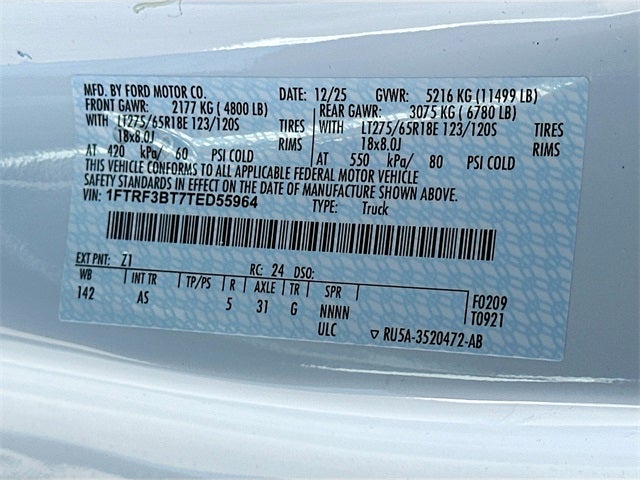 MFD. BY FORD MOTOR CO. DATE: 12/25 GVWR: 5216 KG (11499 LB)
FRONT GAWR: 2177 KG ( 4800 LB) REAR GAWR: 3075 KG ( 6780 LB)
WITH LT275/65R18E 123/120S TIRES WITH LT275/65R18E 123/120S TIRES
18x8.0J RIMS 18x8.0J RIMS
AT 420 kPa/ 60 PSI COLD AT 550 kPa/ 80 PSI COLD
THIS VEHICLE CONFORMS TO ALL APPLICABLE FEDERAL MOTOR VEHICLE
SAFETY STANDARDS IN EFFECT ON THE DATE OF MANUFACTURE SHOWN ABOVE.
VIN: 1FTRF3BT7TED55964 TYPE: Truck
EXT PNT: Z1 RC: 24 DSO:
WB INT TR TP/PS R AXLE TR SPR F0209
142 AS 5 31 G NNNN T0921
ULC RU5A-3520472-AB